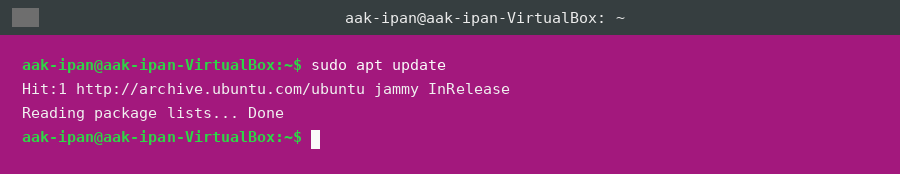 aak-ipan@aak-ipan-VirtualBox: ~
aak-ipan@aak-ipan-VirtualBox:~$ sudo apt update
Hit:1 http://archive.ubuntu.com/ubuntu jammy InRelease
Reading package lists... Done
aak-ipan@aak-ipan-VirtualBox:~$